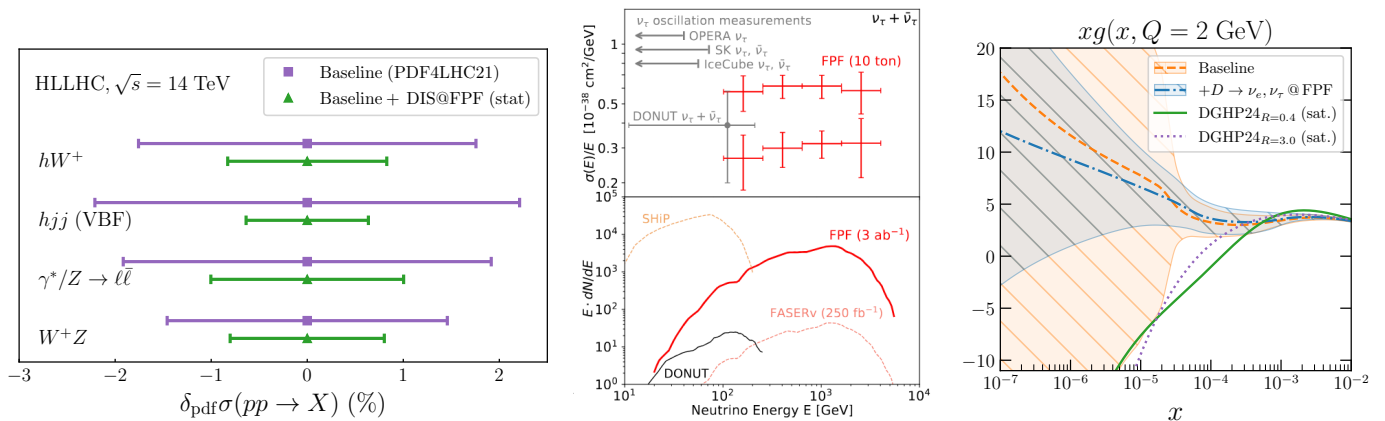 HLLHC, √s = 14 TeV
Baseline (PDF4LHC21)
Baseline + DIS@FPF (stat)
hW⁺
hjj (VBF)
γ*/Z → ℓℓ̄
W⁺Z
−3 −2 −1 0 1 2
δ_pdf σ(pp → X) (%)
ν_τ oscillation measurements
ν_τ + ν̄_τ
OPERA ν_τ
SK ν_τ, ν̄_τ
IceCube ν_τ, ν̄_τ
FPF (10 ton)
DONUT ν_τ + ν̄_τ
1
0.5
0.3
0.2
σ(E)/E [10⁻³⁸ cm²/GeV]
10⁵
10⁴
10³
10²
10¹
10⁰
E · dN/dE
SHiP
FPF (3 ab⁻¹)
FASERν (250 fb⁻¹)
DONUT
10¹ 10² 10³ 10⁴
Neutrino Energy E [GeV]
xg(x, Q = 2 GeV)
Baseline
+D → ν_e, ν_τ @ FPF
DGHP24_R=0.4 (sat.)
DGHP24_R=3.0 (sat.)
20
15
10
5
0
−5
−10
10⁻⁷ 10⁻⁶ 10⁻⁵ 10⁻⁴ 10⁻³ 10⁻²
x